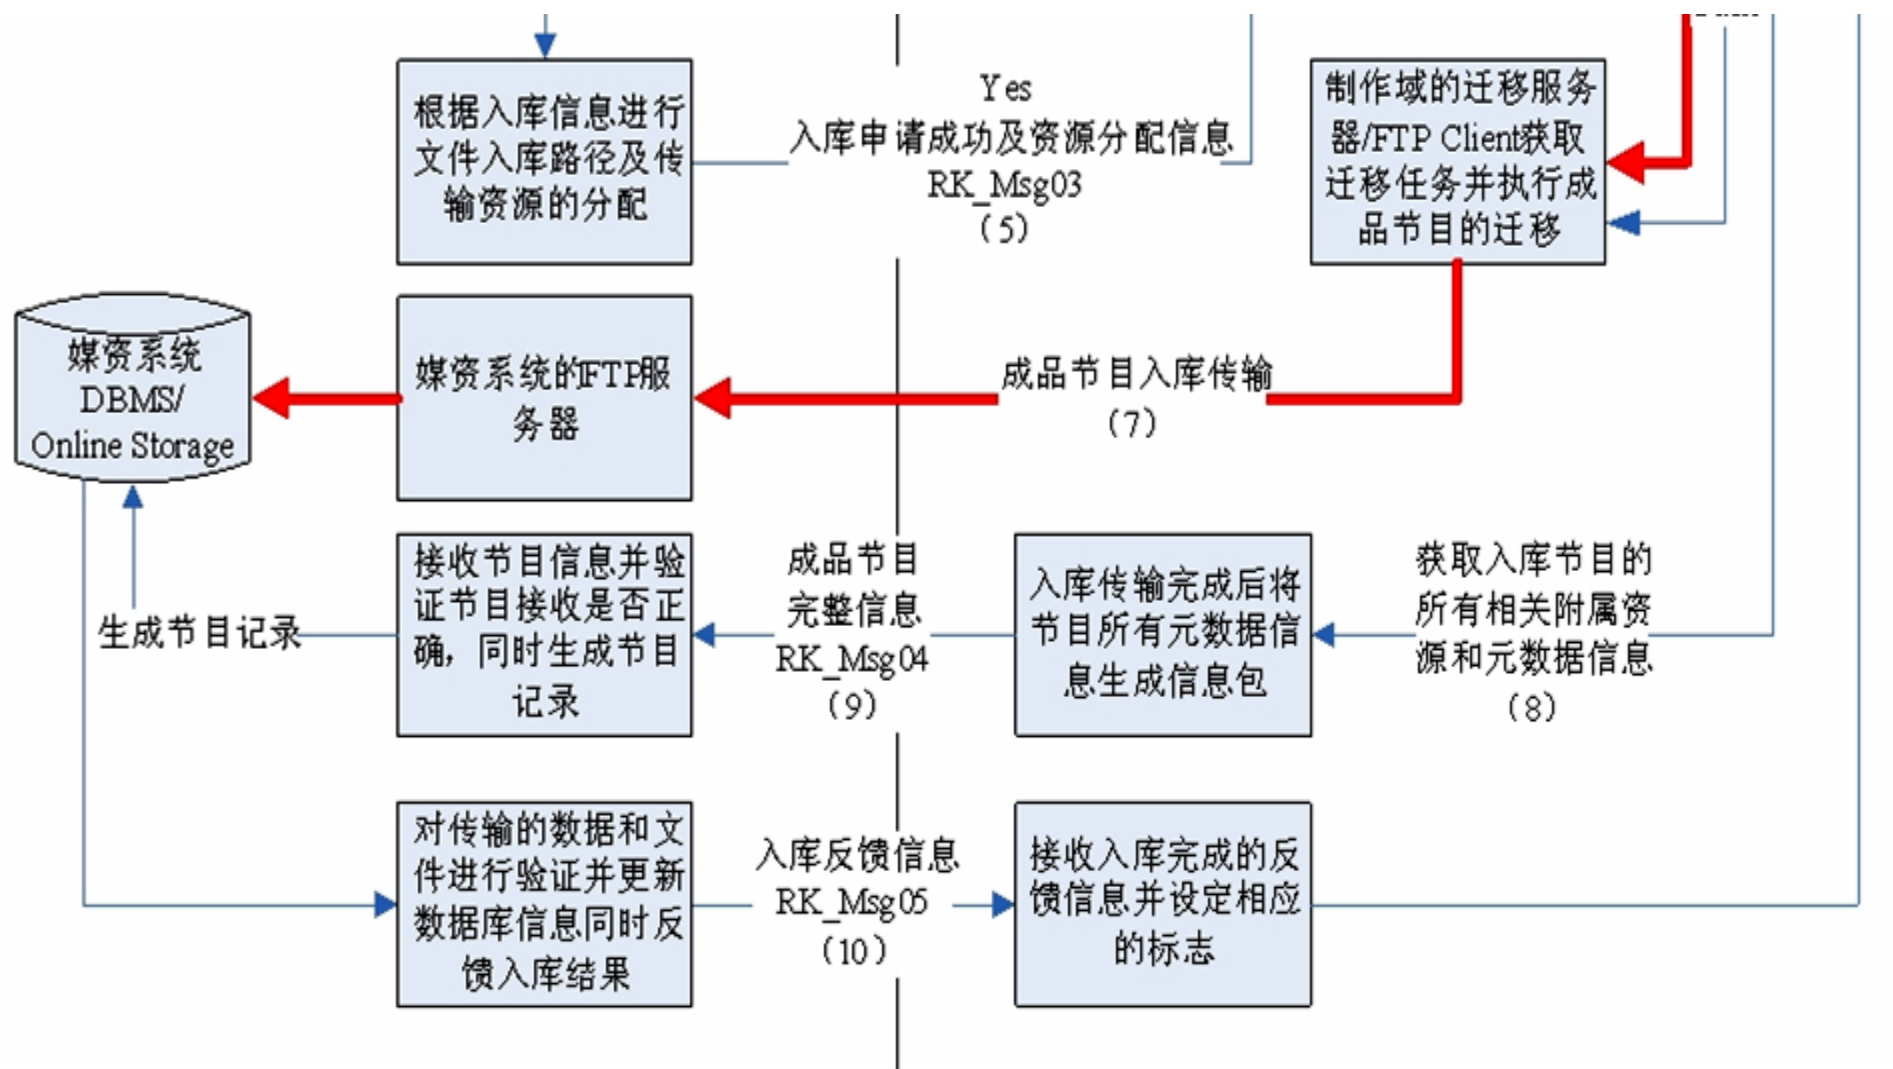 根据入库信息进行
文件入库路径及传
输资源的分配
Yes
入库申请成功及资源分配信息
RK_Msg03
（5）
制作域的迁移服务
器/FTP Client获取
迁移任务并执行成
品节目的迁移
媒资系统
DBMS/
Online Storage
媒资系统的FTP服
务器
成品节目入库传输
（7）
生成节目记录
接收节目信息并验
证节目接收是否正
确，同时生成节目
记录
成品节目
完整信息
RK_Msg04
（9）
入库传输完成后将
节目所有元数据信
息生成信息包
获取入库节目的
所有相关附属资
源和元数据信息
（8）
对传输的数据和文
件进行验证并更新
数据库信息同时反
馈入库结果
入库反馈信息
RK_Msg05
（10）
接收入库完成的反
馈信息并设定相应
的标志